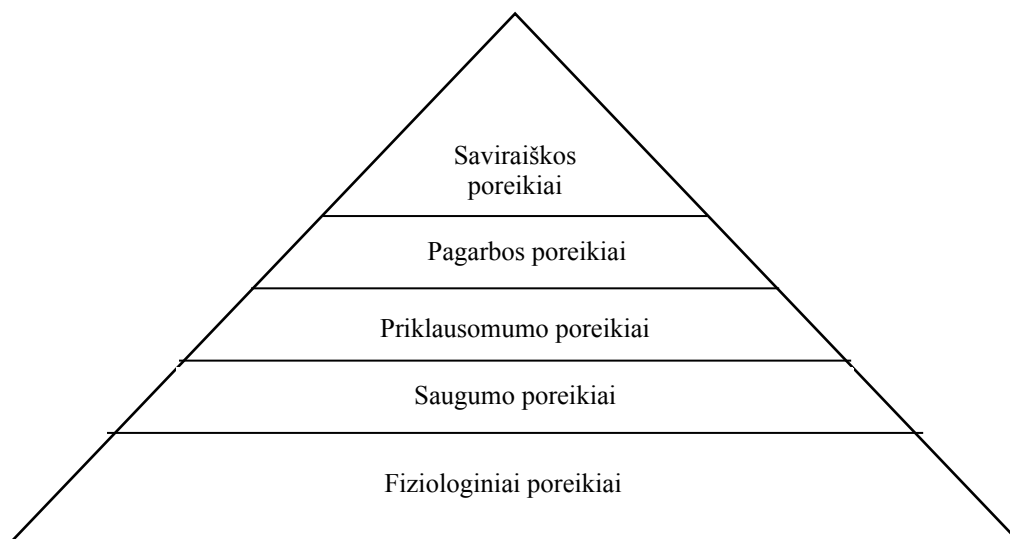 Saviraiškos
poreikiai
Pagarbos poreikiai
Priklausomumo poreikiai
Saugumo poreikiai
Fiziologiniai poreikiai